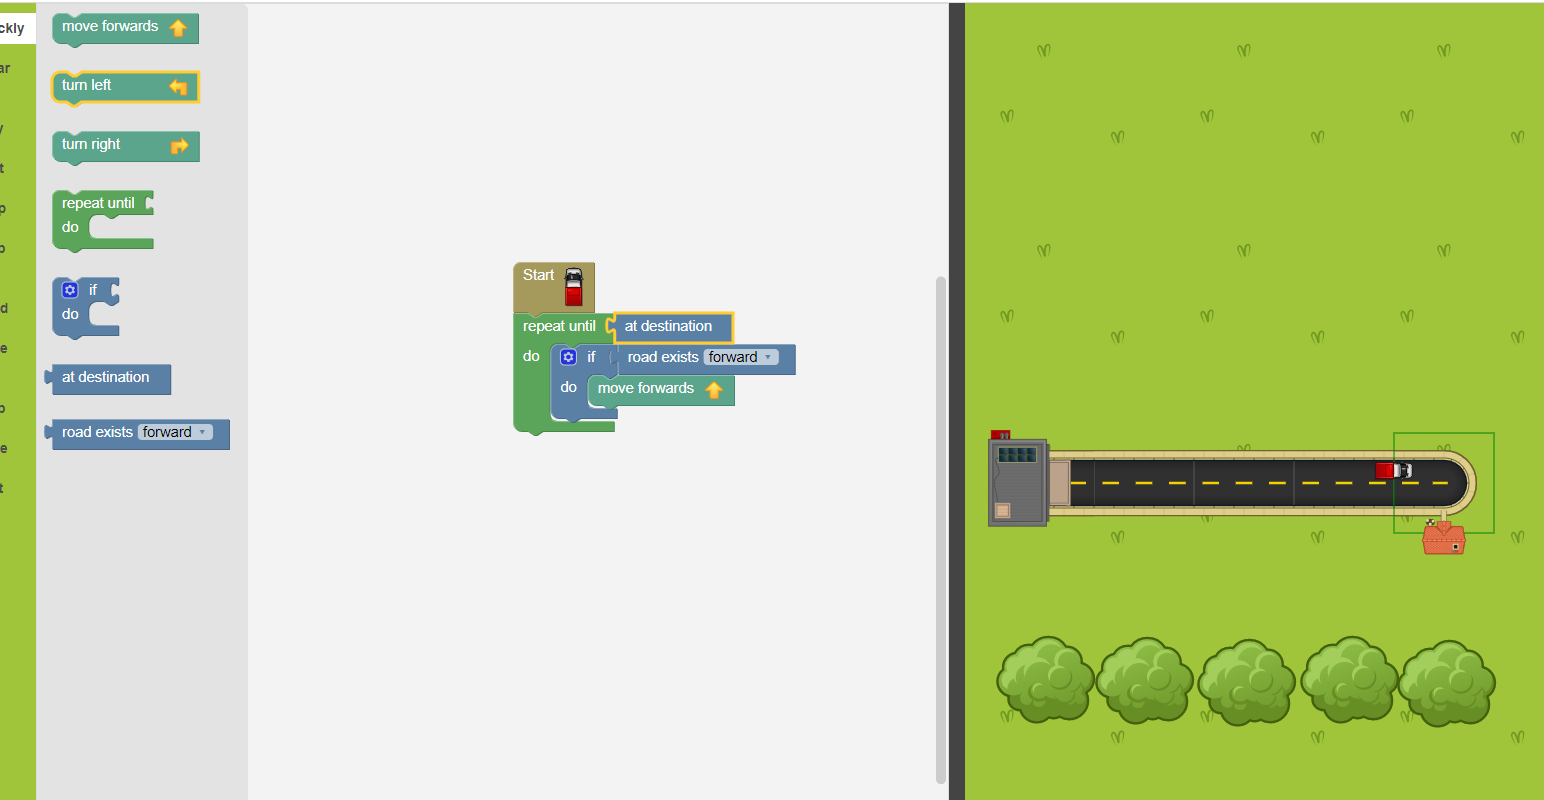 ckly
ar
y
t
p
o
d
e
p
e
t
move forwards
turn left
turn right
repeat until
do
if
do
at destination
road exists forward
Start
repeat until at destination
do if road exists forward
do move forwards